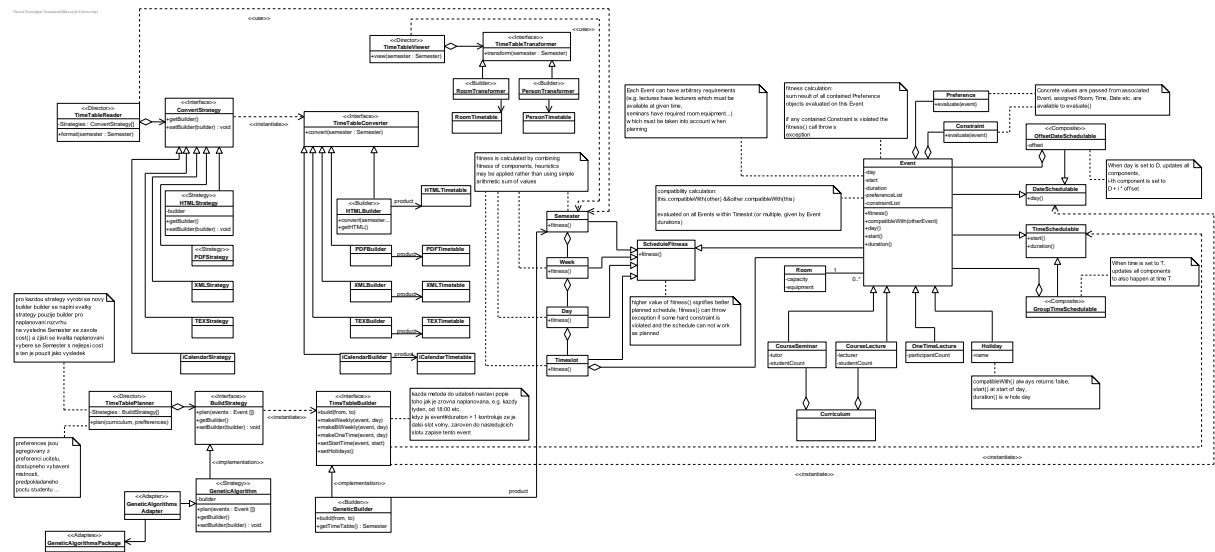 Visual Paradigm Standard(Masaryk University)
<<use>>
<<use>>
<<Director>>
TimeTableViewer
+view(semester : Semester)
<<Interface>>
TimeTableTransformer
+transform(semester : Semester)
<<Builder>>
RoomTransformer
<<Builder>>
PersonTransformer
RoomTimetable
PersonTimetable
<<Director>>
TimeTableReader
-Strategies : ConvertStrategy[]
+format(semester : Semester)
<<Interface>>
ConvertStrategy
+getBuilder()
+setBuilder(builder) : void
<<instantiate>>
<<Interface>>
TimeTableConverter
+convert(semester : Semester)
<<Strategy>>
HTMLStrategy
-builder
+getBuilder()
+setBuilder(builder) : void
<<Strategy>>
PDFStrategy
XMLStrategy
TEXStrategy
ICalendarStrategy
<<Builder>>
HTMLBuilder
+convert(semester...
+getHTML()
product
HTMLTimetable
PDFBuilder
product
PDFTimetable
XMLBuilder
product
XMLTimetable
TEXBuilder
product
TEXTimetable
ICalendarBuilder
product
ICalendarTimetable
fitness is calculated by combining
fitness of components, heuristics
may be applied rather than using simple
arithmetic sum of values
Semester
+fitness()
Week
+fitness()
Day
+fitness()
Timeslot
+fitness()
ScheduleFitness
+fitness()
higher value of fitness() signifies better
planned schedule, fitness() can throw
exception if some hard constraint is
violated and the schedule can not work
as planned
Each Event can have arbitrary requirements
(e.g. lectures have lecturers which must be
available at given time,
seminars have required room equipment...)
which must be taken into account when
planning
fitness calculation:
sum result of all contained Preference
objects evaluated on this Event
if any contained Constraint is violated the
fitness() call throws
exception
compatibility calculation:
this.compatibleWith(other) &&other.compatibleWith(this)
evaluated on all Events within Timeslot (or multiple, given by Event
durations)
Preference
+evaluate(event)
Constraint
+evaluate(event)
Concrete values are passed from associated
Event, assigned Room, Time, Date etc. are
available to evaluate()
Event
-day
-start
-duration
-preferenceList
-constraintList
+fitness()
+compatibleWith(otherEvent)
+day()
+start()
+duration()
<<Composite>>
OffsetDateSchedulable
-offset
When day is set to D, updates all
components,
i-th component is set to
D + i * offset
DateSchedulable
+day()
TimeSchedulable
+start()
+duration()
When time is set to T,
updates all components
to also happen at time T
<<Composite>>
GroupTimeSchedulable
Room
-capacity
-equipment
1
0..*
CourseSeminar
-tutor
-studentCount
CourseLecture
-lecturer
-studentCount
OneTimeLecture
-participantCount
Holiday
-name
compatibleWith() always returns false,
start() at start of day,
duration() is whole day
Curriculum
pro kazdou strategy vyrobi se novy
builder builder se naplni svatky
strategy pouzije builder pro
naplanovani rozvrhu
na vysledne Semester se zavola
cost() a zjisti se kvalita naplanovani
vybere se Semester s nejlepsi cost
a ten je pouzit jako vysledek
<<Director>>
TimeTablePlanner
-Strategies : BuildStrategy[]
+plan(curriculum, prefferences)
<<Interface>>
BuildStrategy
+plan(events : Event [])
+getBuilder()
+setBuilder(builder) : void
<<instantiate>>
<<Interface>>
TimeTableBuilder
+build(from, to)
+makeWeekly(event, day)
+makeBiWeekly(event, day)
+makeOneTime(event, day)
+setStartTime(event, start)
+setHolidays()
kazda metoda do udalosti nastavi popis
toho jak je zrovna naplanovana, e.g. kazdy
tyden, od 18:00 etc.
kdyz je event#duration > 1 kontroluje ze je
dalsi slot volny, zaroven do nasledujicih
slotu zapise tento event
preferences jsou
agregovany z
preferenci ucitelu,
dostupneho vybaveni
mistnosti,
predpokladaneho
poctu studentu ...
<<implementation>>
<<Strategy>>
GeneticAlgorithm
-builder
+plan(events : Event [])
+getBuilder()
+setBuilder(builder) : void
<<Adapter>>
GeneticAlgorithms
Adapter
<<Adaptee>>
GeneticAlgorithmsPackage
<<implementation>>
<<Builder>>
GeneticBuilder
+build(from, to)
+getTimeTable() : Semester
product
<<instantiate>>
<<instantiate>>